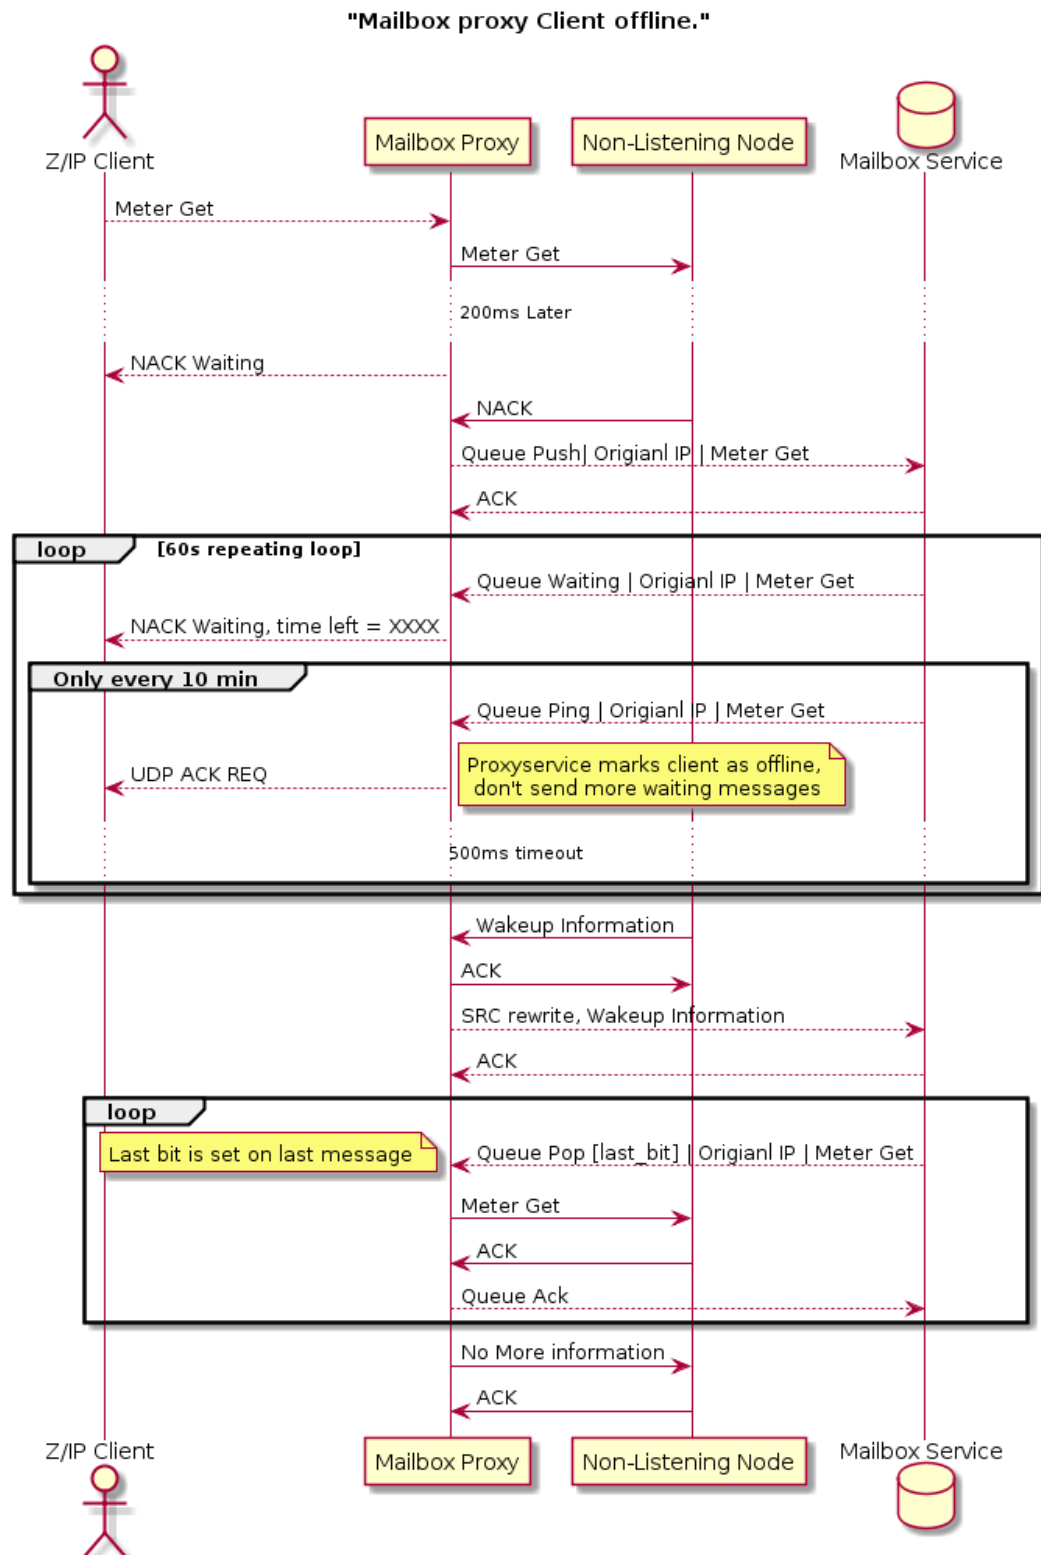 "Mailbox proxy Client offline."
Z/IP Client
Mailbox Proxy
Non-Listening Node
Mailbox Service
Meter Get
Meter Get
200ms Later
NACK Waiting
NACK
Queue Push| Origianl IP | Meter Get
ACK
loop [60s repeating loop]
Queue Waiting | Origianl IP | Meter Get
NACK Waiting, time left = XXXX
Only every 10 min
Queue Ping | Origianl IP | Meter Get
Proxyservice marks client as offline,
don't send more waiting messages
UDP ACK REQ
500ms timeout
Wakeup Information
ACK
SRC rewrite, Wakeup Information
ACK
loop
Last bit is set on last message
Queue Pop [last_bit] | Origianl IP | Meter Get
Meter Get
ACK
Queue Ack
No More information
ACK
Z/IP Client
Mailbox Proxy
Non-Listening Node
Mailbox Service